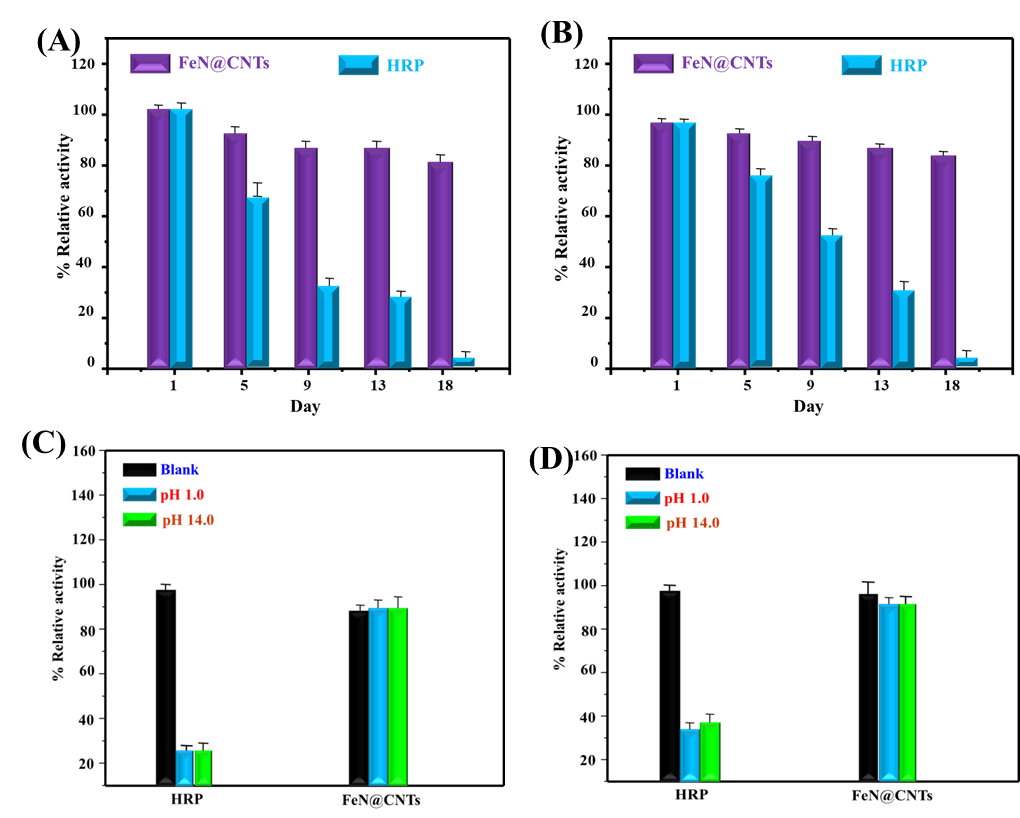 (A)
FeN@CNTs
HRP
120
100
80
60
40
20
0
% Relative activity
1
5
9
13
18
Day
(B)
FeN@CNTs
HRP
120
100
80
60
40
20
0
% Relative activity
1
5
9
13
18
Day
(C)
Blank
pH 1.0
pH 14.0
160
140
120
100
80
60
40
20
% Relative activity
HRP
FeN@CNTs
(D)
Blank
pH 1.0
pH 14.0
160
140
120
100
80
60
40
20
% Relative activity
HRP
FeN@CNTs